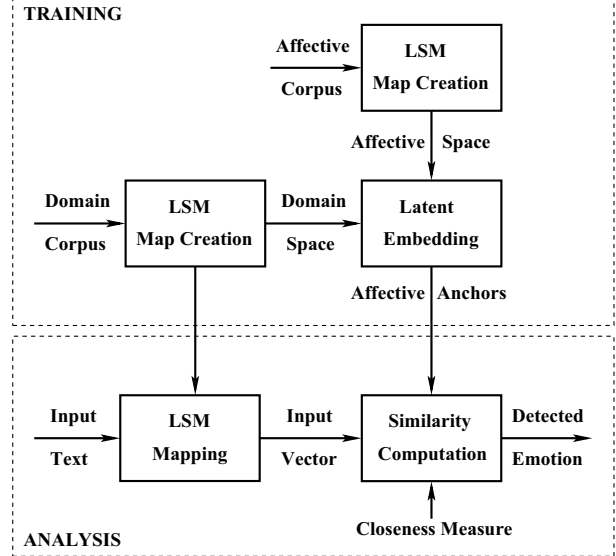 TRAINING
Affective
Corpus
LSM
Map Creation
Affective Space
Domain
Corpus
LSM
Map Creation
Domain
Space
Latent
Embedding
Affective Anchors
Input
Text
LSM
Mapping
Input
Vector
Similarity
Computation
Detected
Emotion
Closeness Measure
ANALYSIS